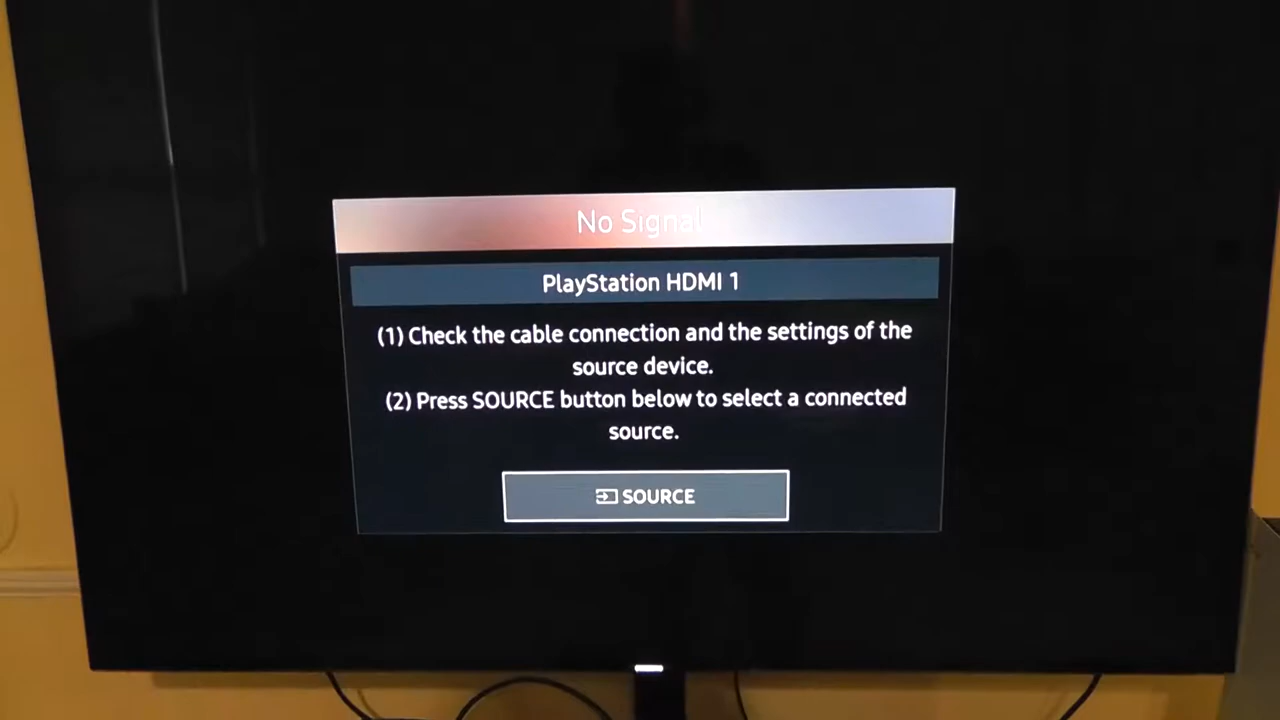 No Signal
PlayStation HDMI 1
(1) Check the cable connection and the settings of the
source device.
(2) Press SOURCE button below to select a connected
source.
SOURCE